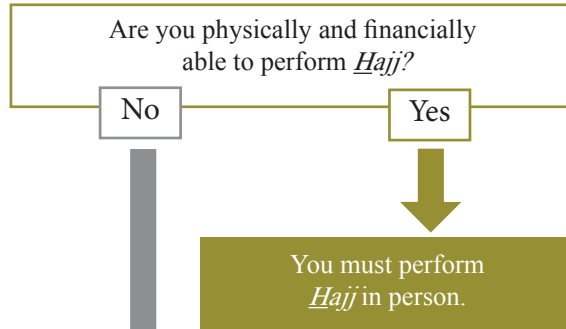 Are you physically and financially
able to perform Hajj?
No
Yes
You must perform
Hajj in person.